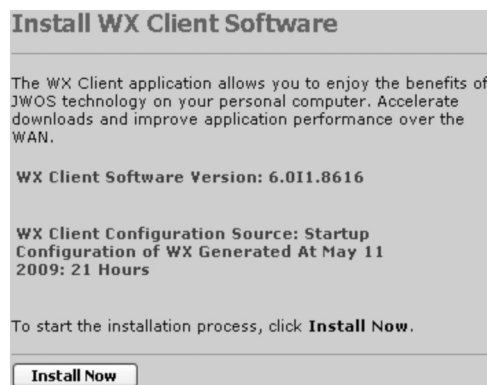 Install WX Client Software
The WX Client application allows you to enjoy the benefits of
JWOS technology on your personal computer. Accelerate
downloads and improve application performance over the
WAN.
WX Client Software Version: 6.0I1.8616
WX Client Configuration Source: Startup
Configuration of WX Generated At May 11
2009: 21 Hours
To start the installation process, click Install Now.
Install Now